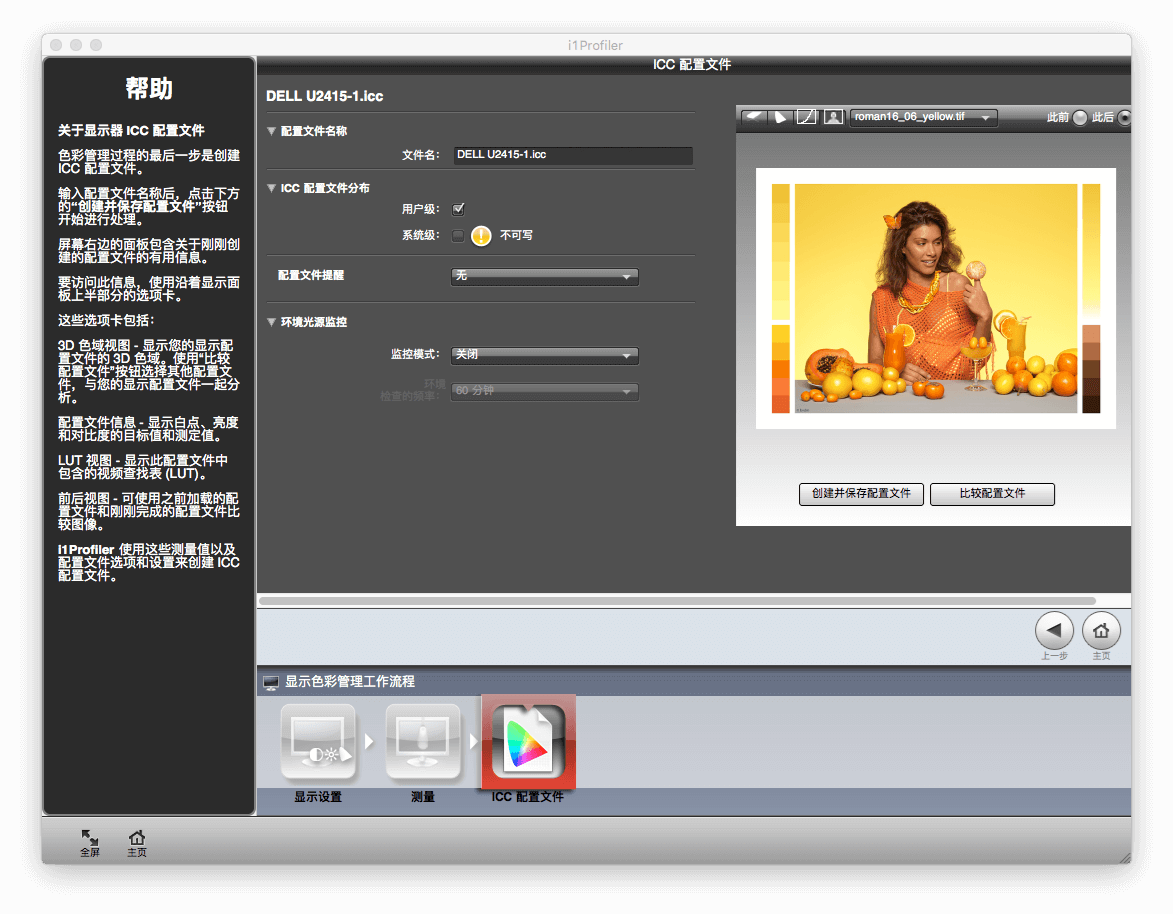 i1Profiler
帮助
关于显示器 ICC 配置文件
色彩管理过程的最后一步是创建
ICC 配置文件。
输入配置文件名称后，点击下方
的“创建并保存配置文件”按钮
开始进行处理。
屏幕右边的面板包含关于刚刚创
建的配置文件的有用信息。
要访问此信息，使用沿着显示面
板上半部分的选项卡。
这些选项卡包括：
3D 色域视图 - 显示您的显示配
置文件的 3D 色域。使用“比较
配置文件”按钮选择其他配置文
件，与您的显示配置文件一起分
析。
配置文件信息 - 显示白点、亮度
和对比度的目标值和测定值。
LUT 视图 - 显示此配置文件中
包含的视频查找表 (LUT)。
前后视图 - 可使用之前加载的配
置文件和刚刚完成的配置文件比
较图像。
i1Profiler 使用这些测量值以及
配置文件选项和设置来创建 ICC
配置文件。
ICC 配置文件
DELL U2415-1.icc
配置文件名称
文件名： DELL U2415-1.icc
ICC 配置文件分布
用户级：
系统级： 不可写
配置文件提醒 无
环境光源监控
监控模式： 关闭
环境
检查的频率： 60 分钟
roman16_06_yellow.tif 此前 此后
创建并保存配置文件 比较配置文件
上一步 主页
显示色彩管理工作流程
显示设置 测量 ICC 配置文件
全屏 主页